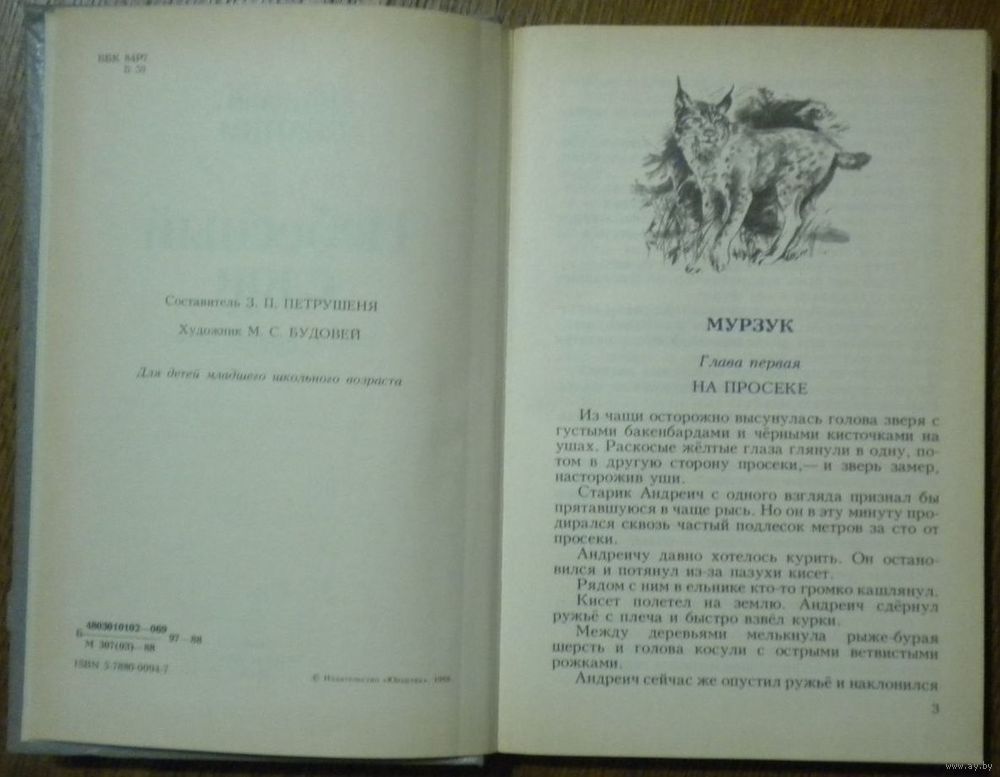 ББК 84Р7
Б 59
Составитель З. П. ПЕТРУШЕНЯ
Художник М. С. БУДОВЕЙ
Для детей младшего школьного возраста
Б 4803010102—069
М 307(03)—88 97—88
ISBN 5-7880-0094-7
© Издательство «Юнацтва», 1988
МУРЗУК
Глава первая
НА ПРОСЕКЕ
Из чащи осторожно высунулась голова зверя с
густыми бакенбардами и чёрными кисточками на
ушах. Раскосые жёлтые глаза глянули в одну, по-
том в другую сторону просеки,— и зверь замер,
насторожив уши.
Старик Андреич с одного взгляда признал бы
прятавшуюся в чаще рысь. Но он в эту минуту про-
дирался сквозь частый подлесок метров за сто от
просеки.
Андреичу давно хотелось курить. Он остано-
вился и потянул из-за пазухи кисет.
Рядом с ним в ельнике кто-то громко кашлянул.
Кисет полетел на землю. Андреич сдёрнул
ружьё с плеча и быстро взвёл курки.
Между деревьями мелькнула рыже-бурая
шерсть и голова косули с острыми ветвистыми
рожками.
Андреич сейчас же опустил ружьё и наклонился
3
www.ay.by